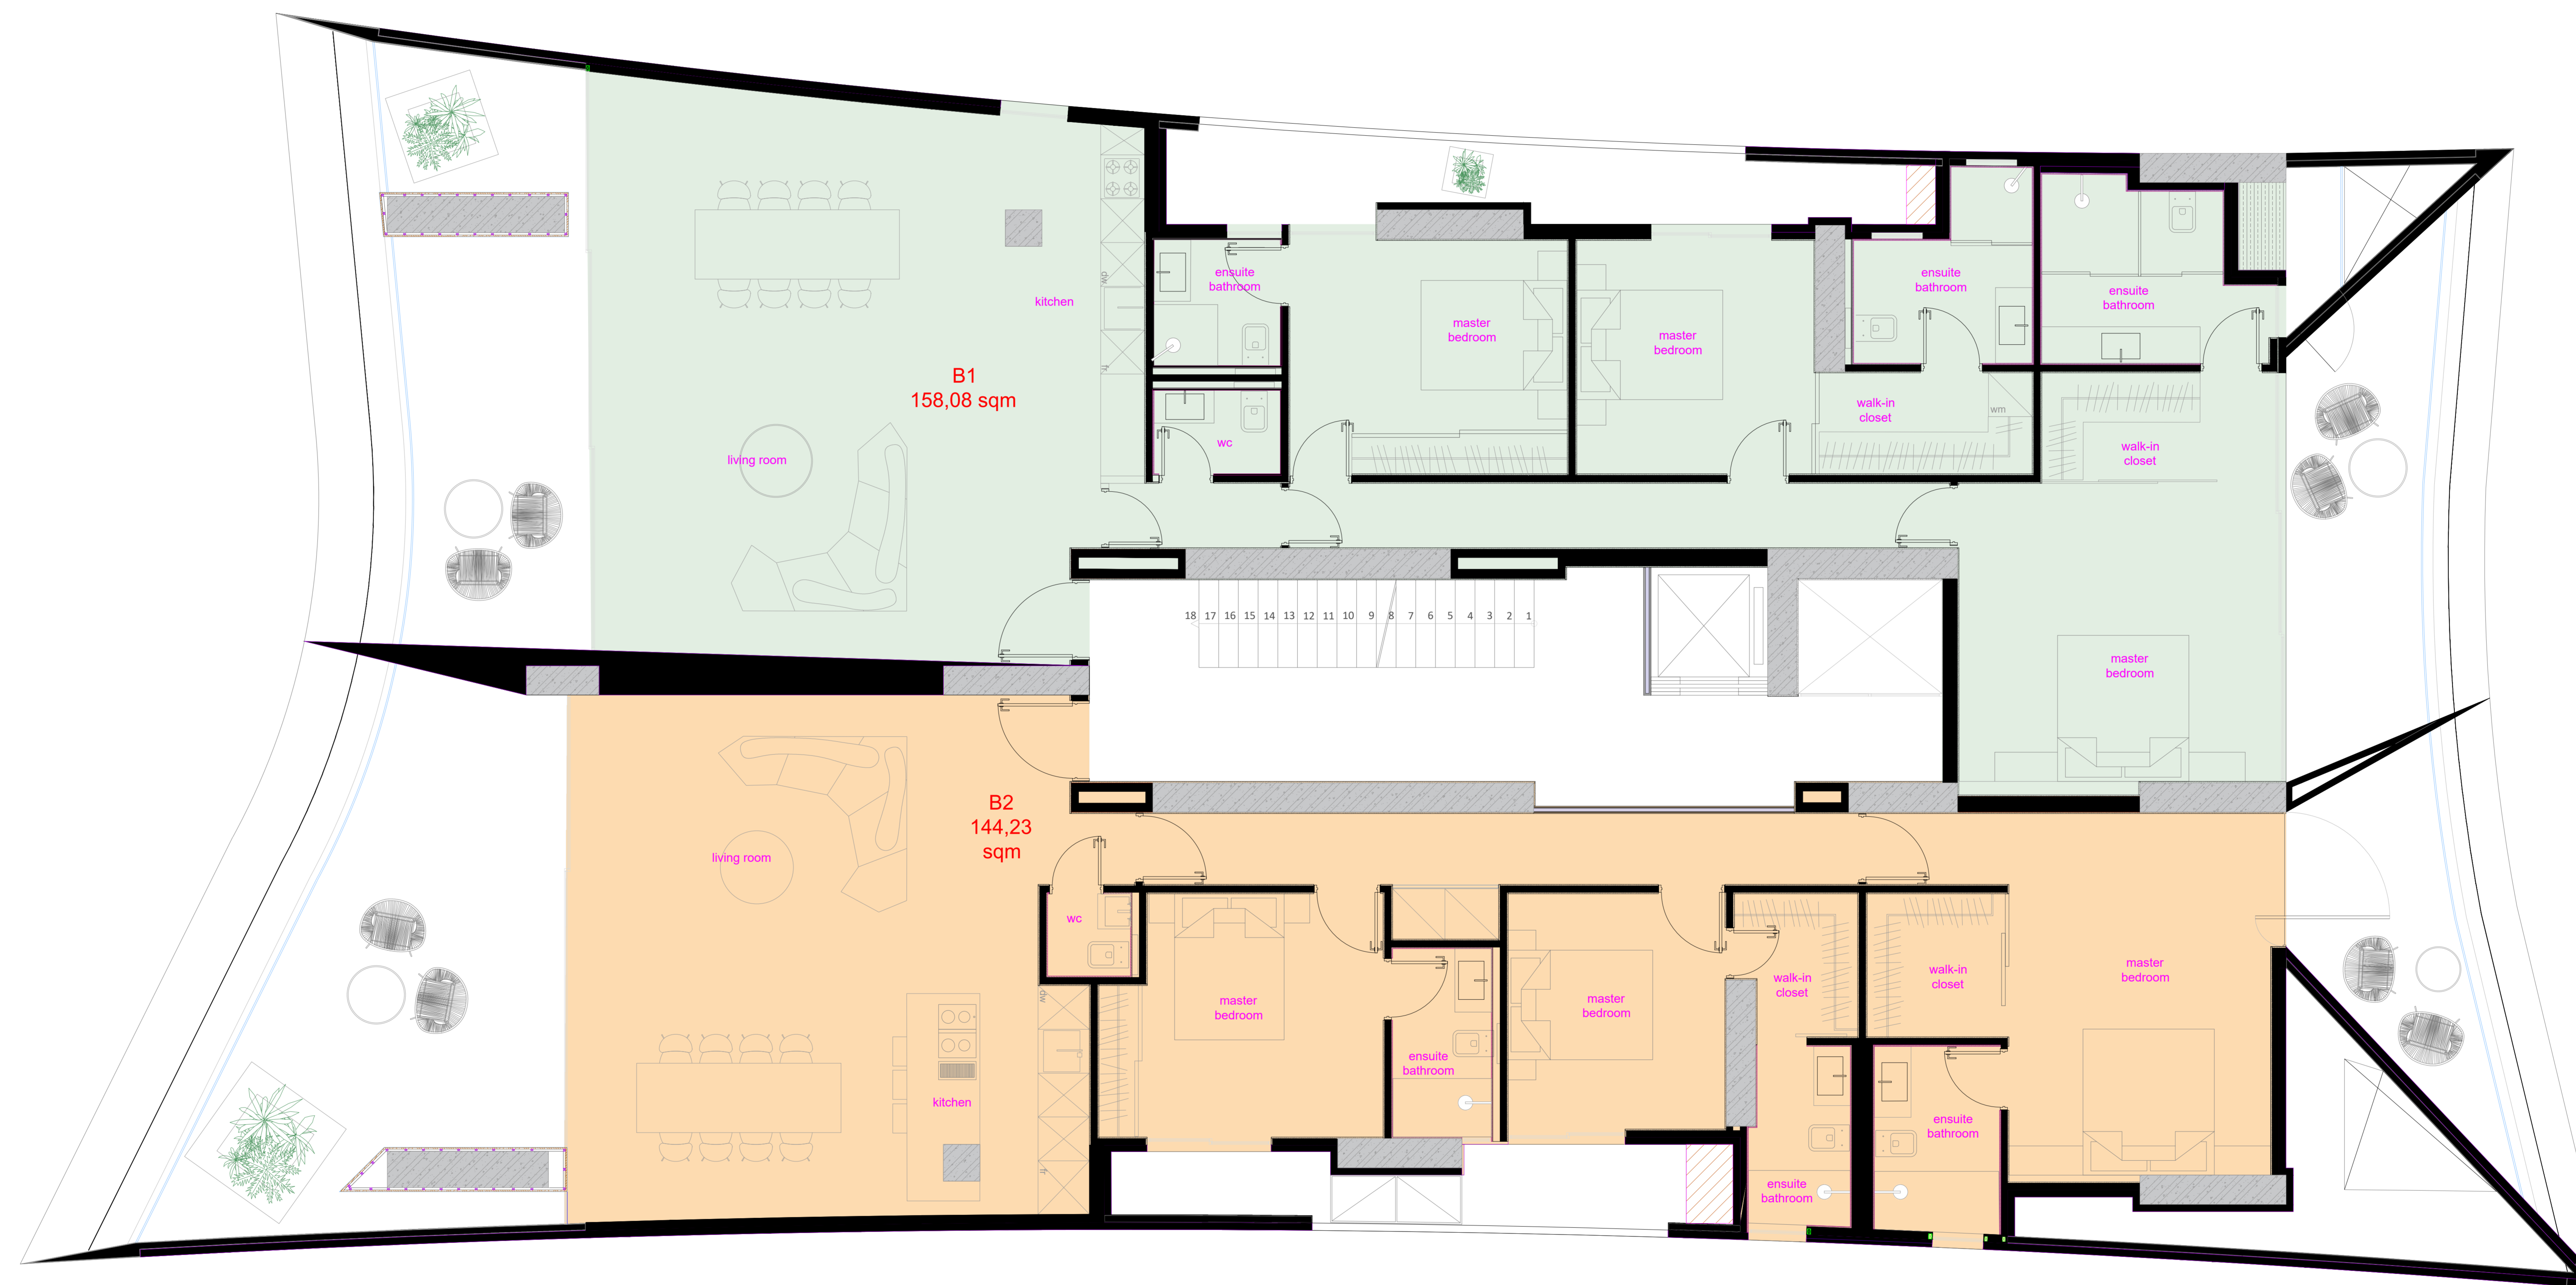 ensuite
bathroom
ensuite
bathroom
ensuite
bathroom
kitchen
dw
master
bedroom
master
bedroom
fr
B1
158,08 sqm
walk-in
closet
wm
wc
walk-in
closet
living room
18 17 16 15 14 13 12 11 10 9 8 7 6 5 4 3 2 1
master
bedroom
B2
144,23
sqm
living room
wc
walk-in
closet
walk-in
closet
master
bedroom
dw
master
bedroom
master
bedroom
ensuite
bathroom
kitchen
ensuite
bathroom
fr
ensuite
bathroom